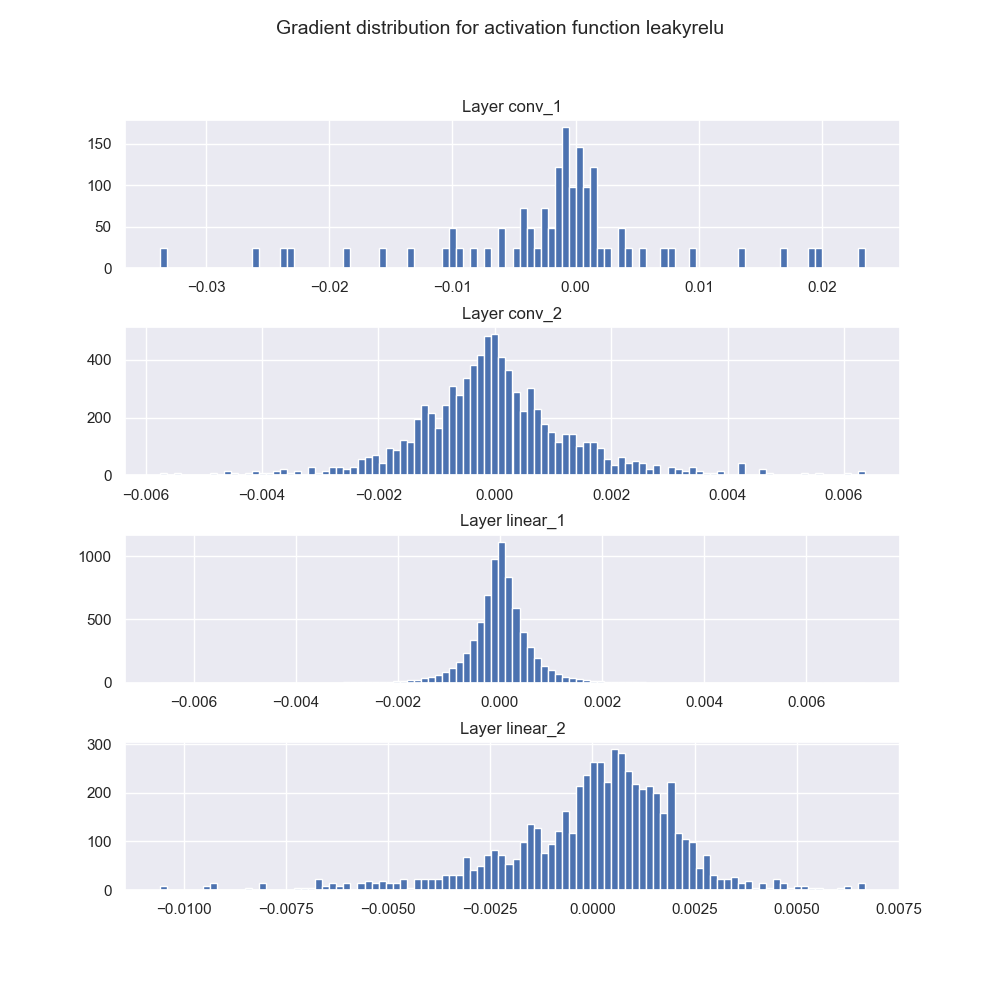 Gradient distribution for activation function leakyrelu
Layer conv_1
150
100
50
0
−0.03 −0.02 −0.01 0.00 0.01 0.02
Layer conv_2
400
200
0
−0.006 −0.004 −0.002 0.000 0.002 0.004 0.006
Layer linear_1
1000
500
0
−0.006 −0.004 −0.002 0.000 0.002 0.004 0.006
Layer linear_2
300
200
100
0
−0.0100 −0.0075 −0.0050 −0.0025 0.0000 0.0025 0.0050 0.0075